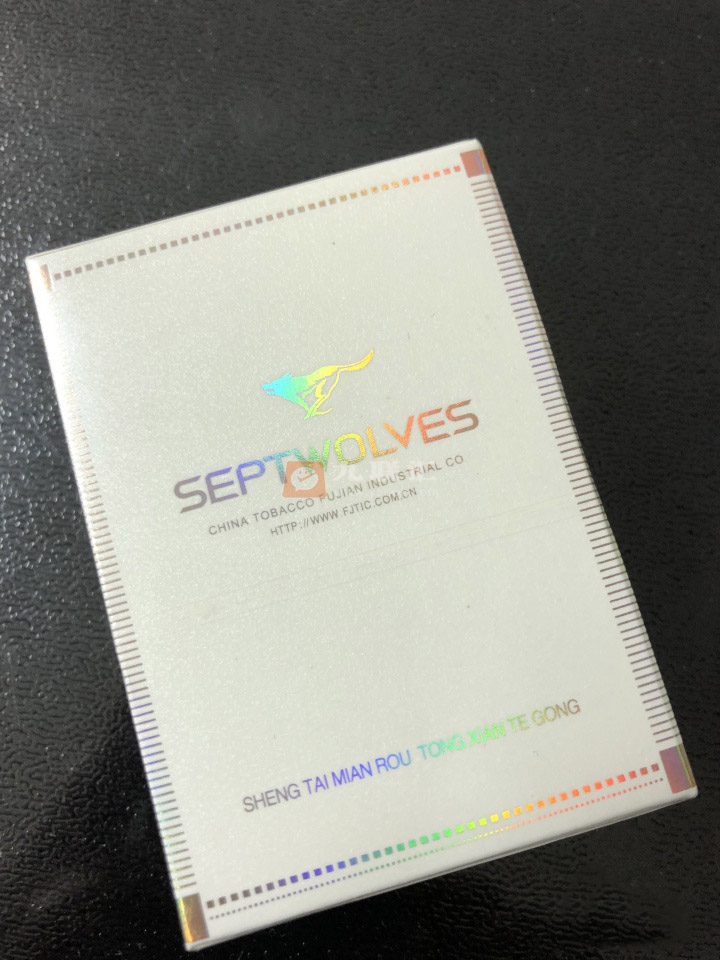 SEPTWOLVES
CHINA TOBACCO FUJIAN INDUSTRIAL CO
HTTP://WWW.FJTIC.COM.CN
SHENG TAI MIAN ROU TONG XIAN TE GONG